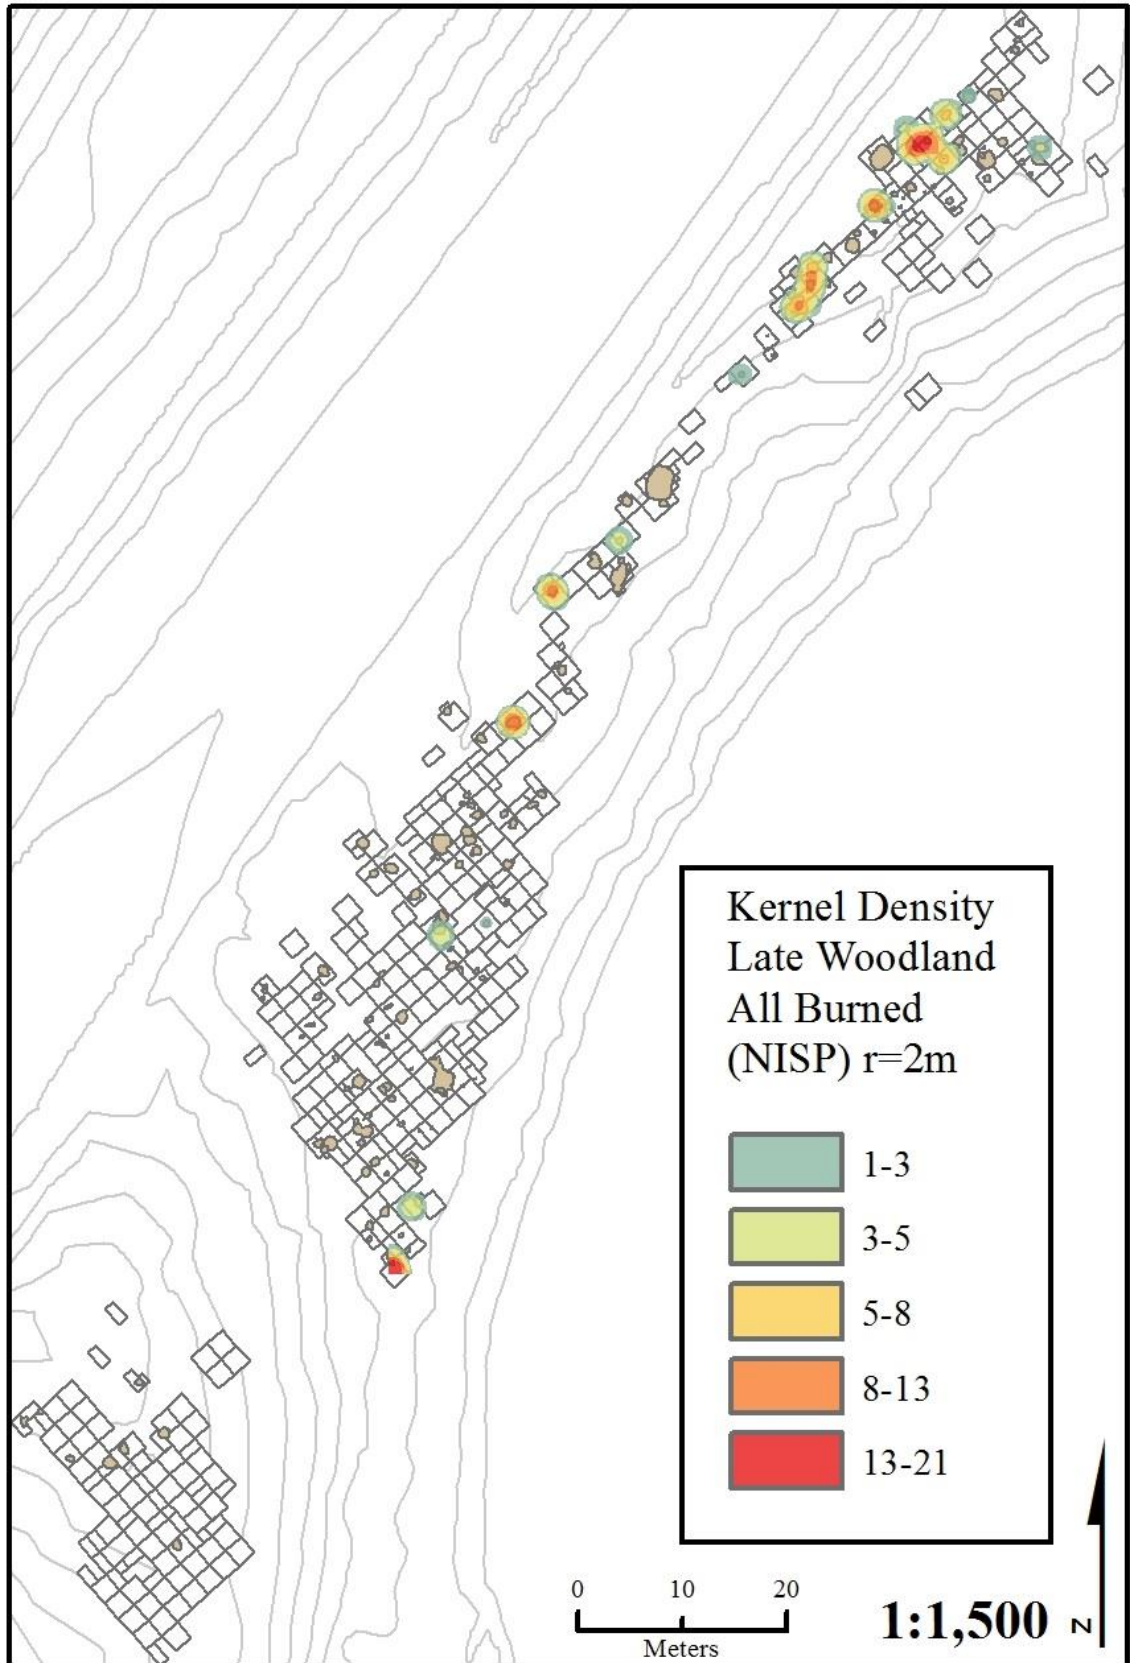 Kernel Density
Late Woodland
All Burned
(NISP) r=2m
1-3
3-5
5-8
8-13
13-21
0 10 20
Meters
1:1,500
N